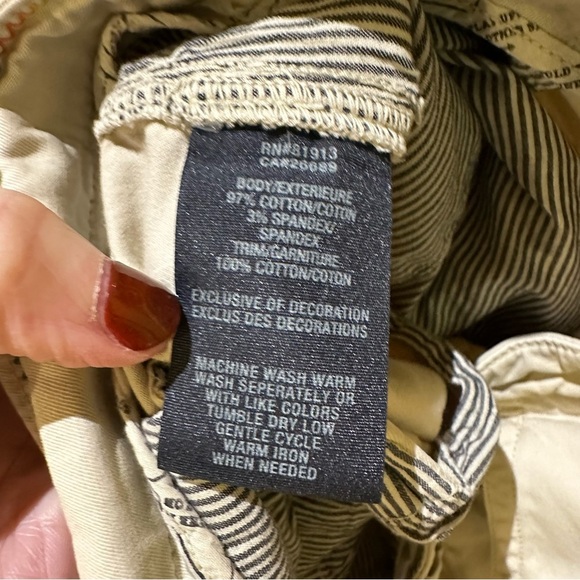 RN#81913
CA#26689
BODY/EXTERIEURE
97% COTTON/COTON
3% SPANDEX/
SPANDEX
TRIM/GARNITURE
100% COTTON/COTON
EXCLUSIVE OF DECORATION
EXCLUS DES DECORATIONS
MACHINE WASH WARM
WASH SEPERATELY OR
WITH LIKE COLORS
TUMBLE DRY LOW
GENTLE CYCLE
WARM IRON
WHEN NEEDED